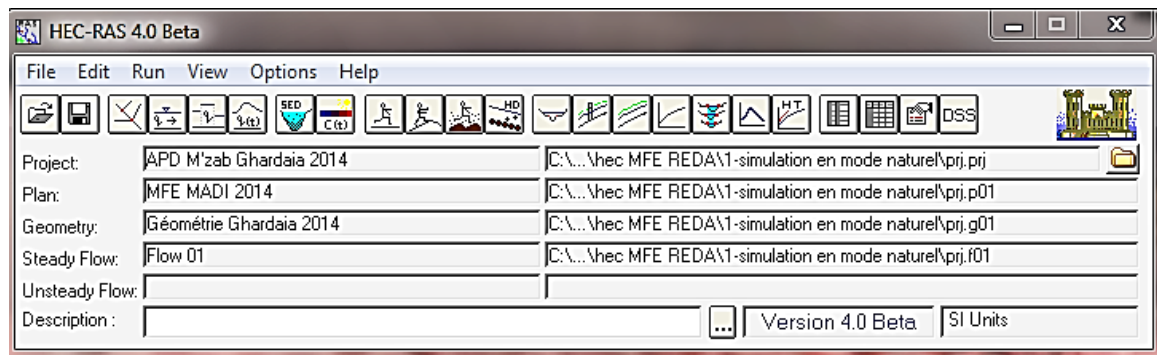 HEC-RAS 4.0 Beta
File Edit Run View Options Help
SED C(t) HD HT DSS
Project: APD M'zab Ghardaia 2014 C:\...\hec MFE REDA\1-simulation en mode naturel\prj.prj
Plan: MFE MADI 2014 C:\...\hec MFE REDA\1-simulation en mode naturel\prj.p01
Geometry: Géométrie Ghardaia 2014 C:\...\hec MFE REDA\1-simulation en mode naturel\prj.g01
Steady Flow: Flow 01 C:\...\hec MFE REDA\1-simulation en mode naturel\prj.f01
Unsteady Flow:
Description : ... Version 4.0 Beta SI Units